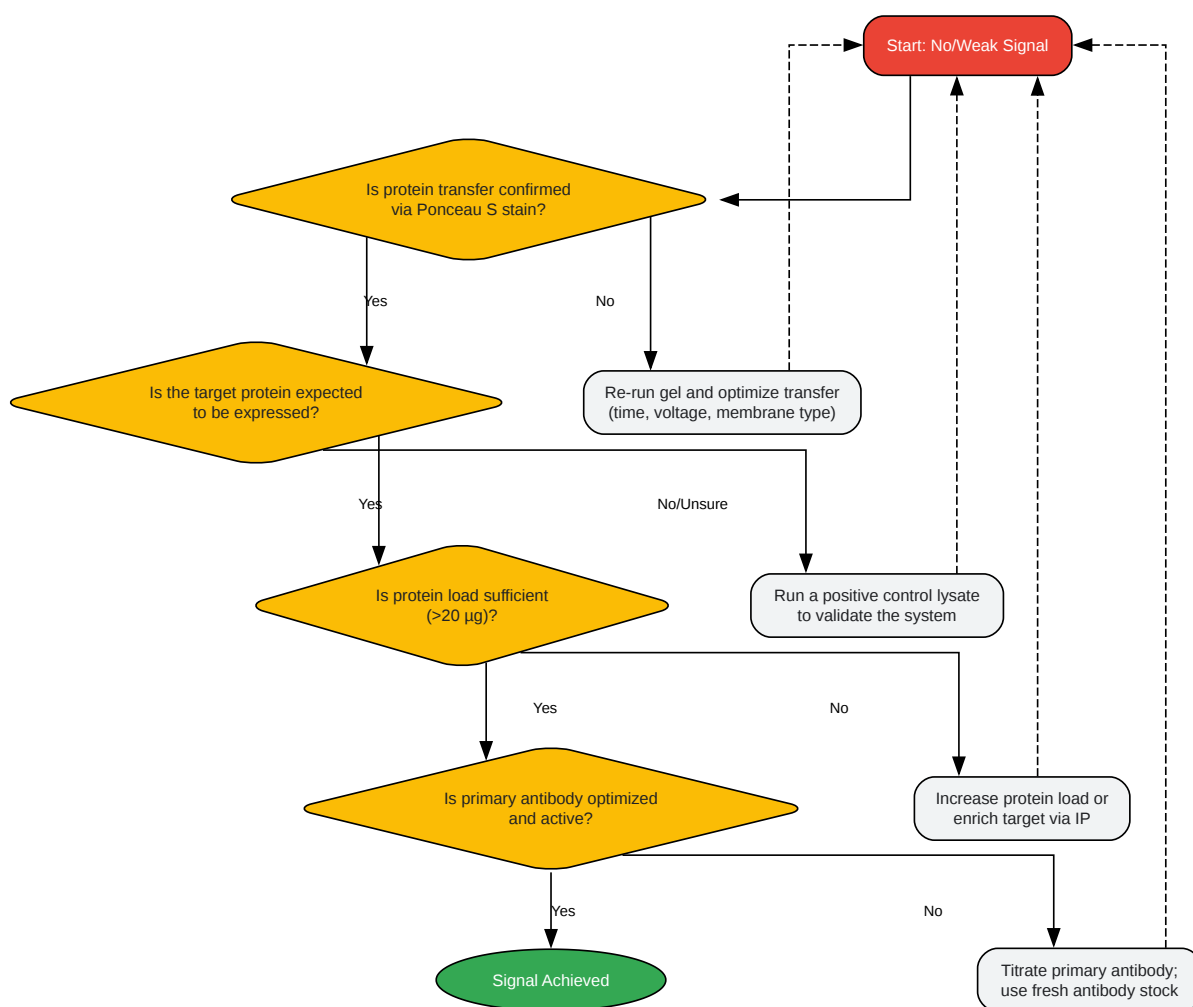 Start: No/Weak Signal
Is protein transfer confirmed
via Ponceau S stain?
Yes
No
Is the target protein expected
to be expressed?
Re-run gel and optimize transfer
(time, voltage, membrane type)
Yes
No/Unsure
Is protein load sufficient
(>20 µg)?
Run a positive control lysate
to validate the system
Yes
No
Is primary antibody optimized
and active?
Increase protein load or
enrich target via IP
Yes
No
Signal Achieved
Titrate primary antibody;
use fresh antibody stock